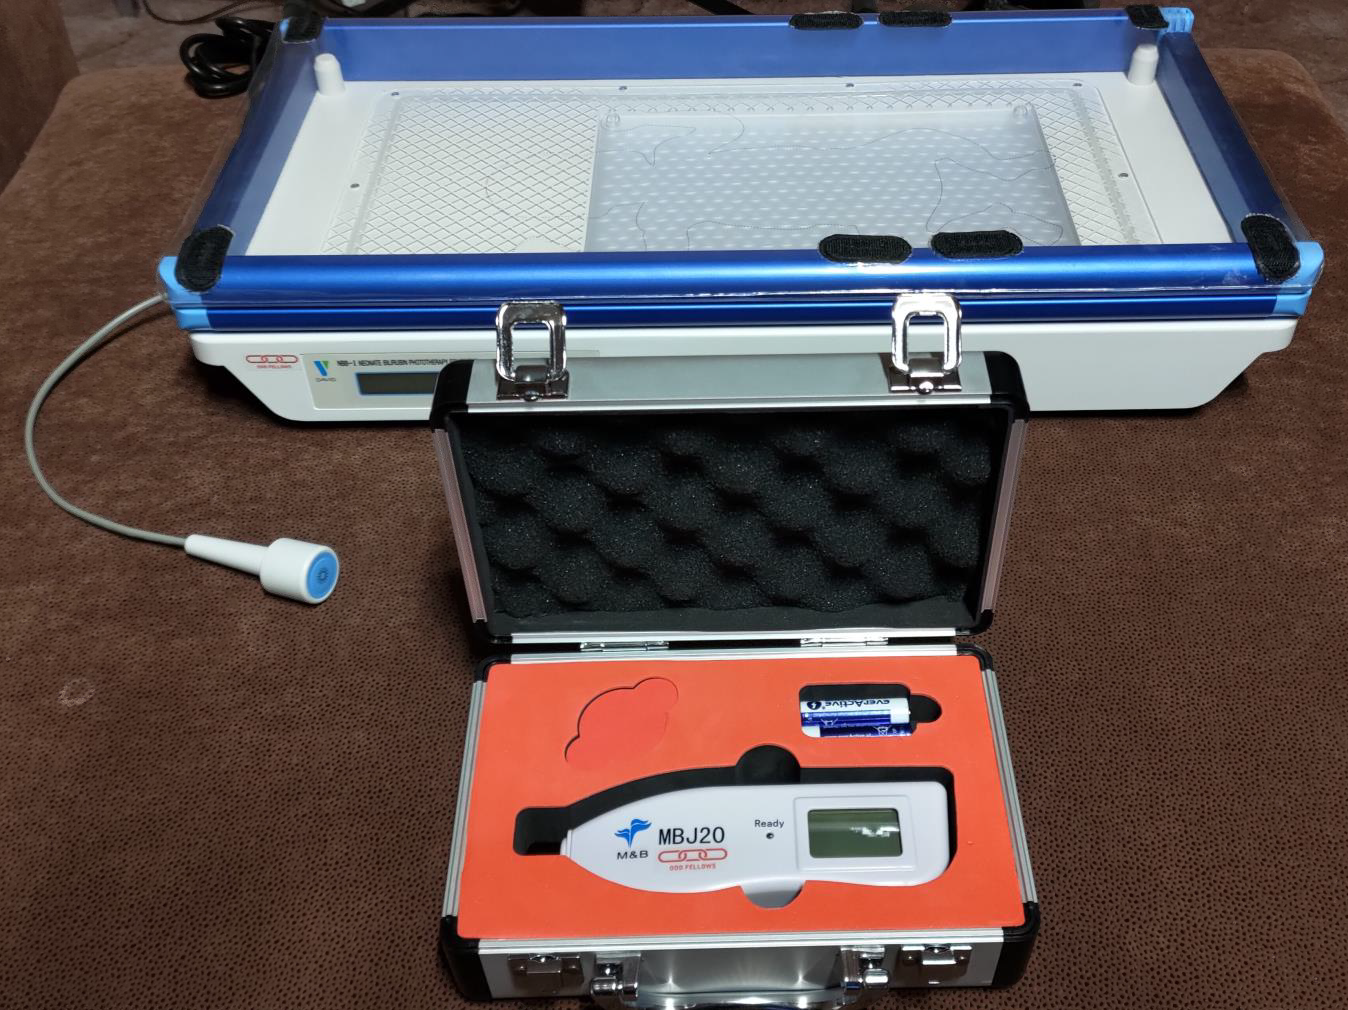 ODD FELLOWS
DAVID
NBB-I NEONATE BILIRUBIN PHOTOTHERAPY
everActive
Ready
MBJ20
M&B
ODD FELLOWS